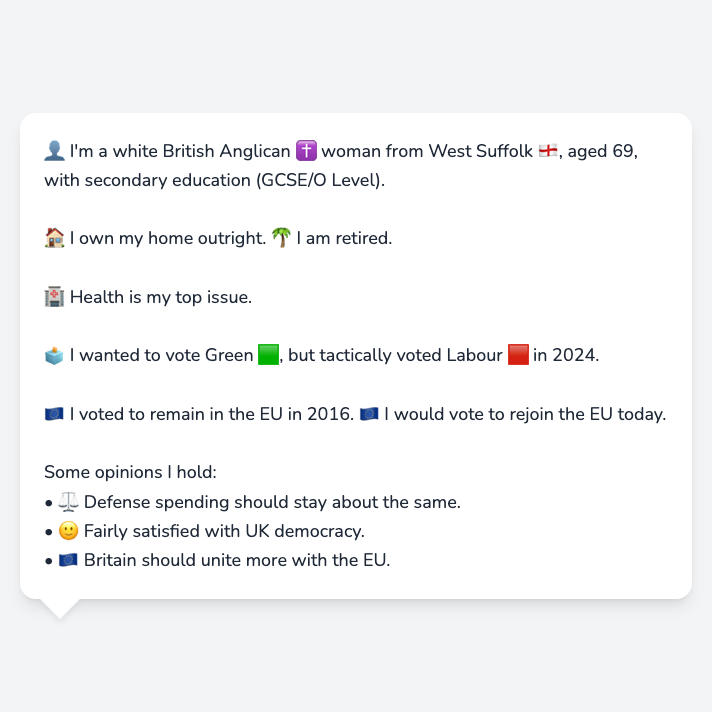 👤 I'm a white British Anglican ✝️ woman from West Suffolk 🏴󠁧󠁢󠁥󠁮󠁧󠁿, aged 69,
with secondary education (GCSE/O Level).
🏠 I own my home outright. 🌴 I am retired.
🏥 Health is my top issue.
🗳️ I wanted to vote Green 🟩, but tactically voted Labour 🟥 in 2024.
🇪🇺 I voted to remain in the EU in 2016. 🇪🇺 I would vote to rejoin the EU today.
Some opinions I hold:
• ⚖️ Defense spending should stay about the same.
• 🙂 Fairly satisfied with UK democracy.
• 🇪🇺 Britain should unite more with the EU.